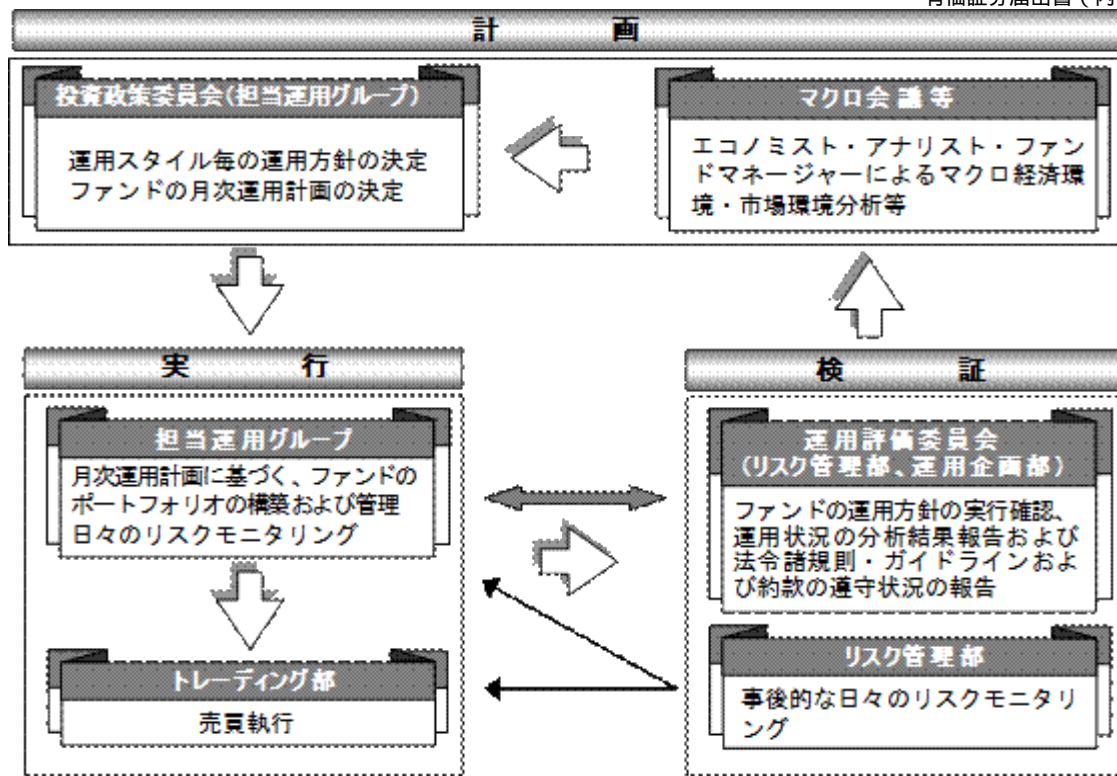 計 画
投資政策委員会(担当運用グループ)
運用スタイル毎の運用方針の決定
ファンドの月次運用計画の決定
マクロ会議等
エコノミスト・アナリスト・ファン
ドマネージャーによるマクロ経済環
境・市場環境分析等
実 行
担当運用グループ
月次運用計画に基づく、ファンドの
ポートフォリオの構築および管理
日々のリスクモニタリング
トレーディング部
売買執行
検 証
運用評価委員会
(リスク管理部、運用企画部)
ファンドの運用方針の実行確認、
運用状況の分析結果報告および
法令諸規則・ガイドラインおよ
び約款の遵守状況の報告
リスク管理部
事後的な日々のリスクモニタリ
ング